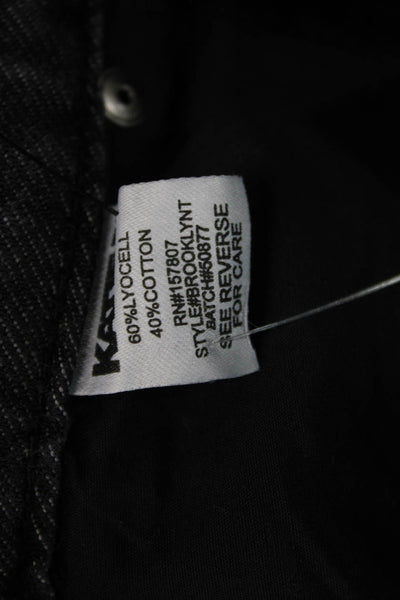 60%LYOCELL
40%COTTON
RN#157807
STYLE#BROOKLYNT
BATCH#50877
SEE REVERSE
FOR CARE